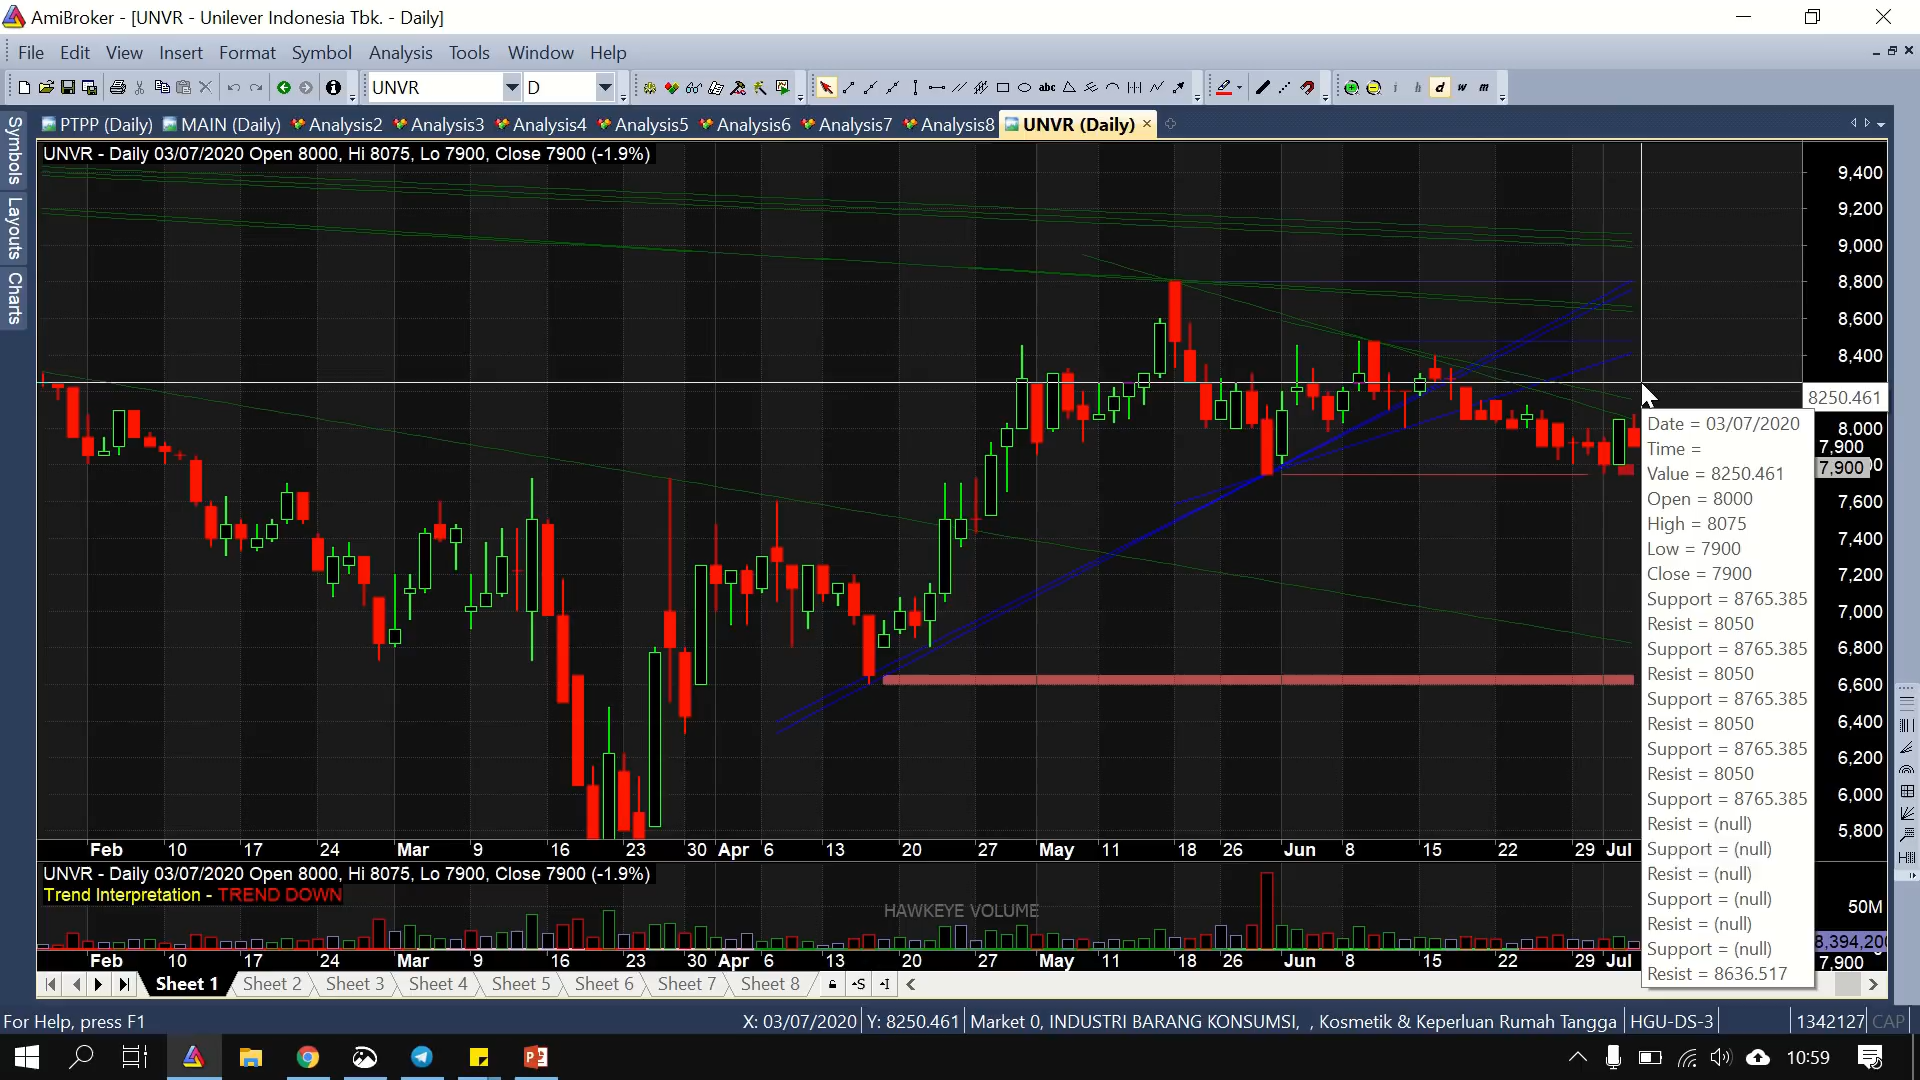 AmiBroker - [UNVR - Unilever Indonesia Tbk. - Daily]
File Edit View Insert Format Symbol Analysis Tools Window Help
UNVR D abc i h d w m
PTPP (Daily) MAIN (Daily) Analysis2 Analysis3 Analysis4 Analysis5 Analysis6 Analysis7 Analysis8 UNVR (Daily)
Symbols
Layouts
Charts
UNVR - Daily 03/07/2020 Open 8000, Hi 8075, Lo 7900, Close 7900 (-1.9%)
9,400
9,200
9,000
8,800
8,600
8,400
8250.461
8,000
7,900
7,900
7,600
7,400
7,200
7,000
6,800
6,600
6,400
6,200
6,000
5,800
Date = 03/07/2020
Time =
Value = 8250.461
Open = 8000
High = 8075
Low = 7900
Close = 7900
Support = 8765.385
Resist = 8050
Support = 8765.385
Resist = 8050
Support = 8765.385
Resist = 8050
Support = 8765.385
Resist = 8050
Support = 8765.385
Resist = (null)
Support = (null)
Resist = (null)
Support = (null)
Resist = (null)
Support = (null)
Resist = 8636.517
Feb 10 17 24 Mar 9 16 23 30 Apr 6 13 20 27 May 11 18 26 Jun 8 15 22 29 Jul
UNVR - Daily 03/07/2020 Open 8000, Hi 8075, Lo 7900, Close 7900 (-1.9%)
Trend Interpretation - TREND DOWN
HAWKEYE VOLUME
50M
8,394,200
7,900
Feb 10 17 24 Mar 9 16 23 30 Apr 6 13 20 27 May 11 18 26 Jun 8 15 22 29 Jul
Sheet 1 Sheet 2 Sheet 3 Sheet 4 Sheet 5 Sheet 6 Sheet 7 Sheet 8
For Help, press F1 X: 03/07/2020 Y: 8250.461 Market 0, INDUSTRI BARANG KONSUMSI, , Kosmetik & Keperluan Rumah Tangga HGU-DS-3 1342127 CAP
10:59